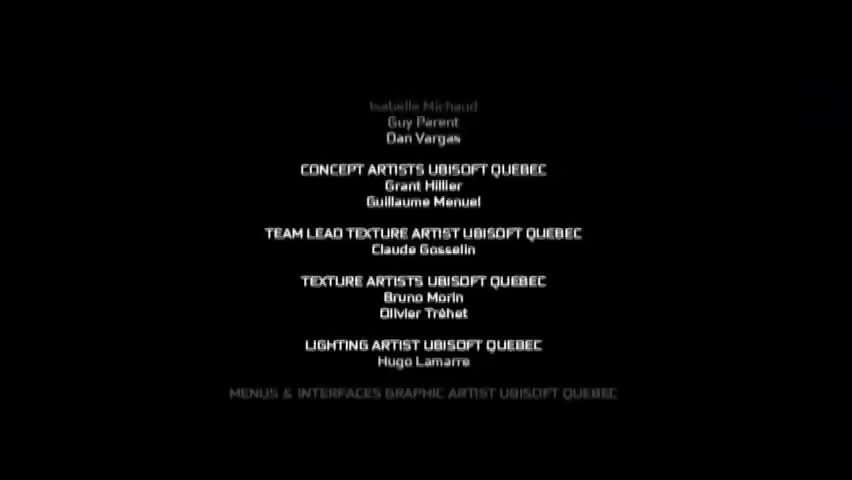 Isabelle Michaud
Guy Parent
Dan Vargas
CONCEPT ARTISTS UBISOFT QUEBEC
Grant Hillier
Guillaume Menuel
TEAM LEAD TEXTURE ARTIST UBISOFT QUEBEC
Claude Gosselin
TEXTURE ARTISTS UBISOFT QUEBEC
Bruno Morin
Olivier Tréhet
LIGHTING ARTIST UBISOFT QUEBEC
Hugo Lamarre
MENUS & INTERFACES GRAPHIC ARTIST UBISOFT QUEBEC